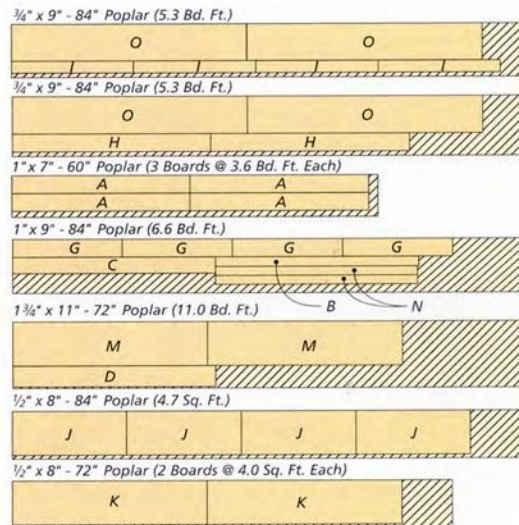 ¾" x 9" - 84" Poplar (5.3 Bd. Ft.)
O O
I I I I
¾" x 9" - 84" Poplar (5.3 Bd. Ft.)
O O
H H
1" x 7" - 60" Poplar (3 Boards @ 3.6 Bd. Ft. Each)
A A
A A
1" x 9" - 84" Poplar (6.6 Bd. Ft.)
G G G G
C
B N
1¾" x 11" - 72" Poplar (11.0 Bd. Ft.)
M M
D
½" x 8" - 84" Poplar (4.7 Sq. Ft.)
J J J J
½" x 8" - 72" Poplar (2 Boards @ 4.0 Sq. Ft. Each)
K K